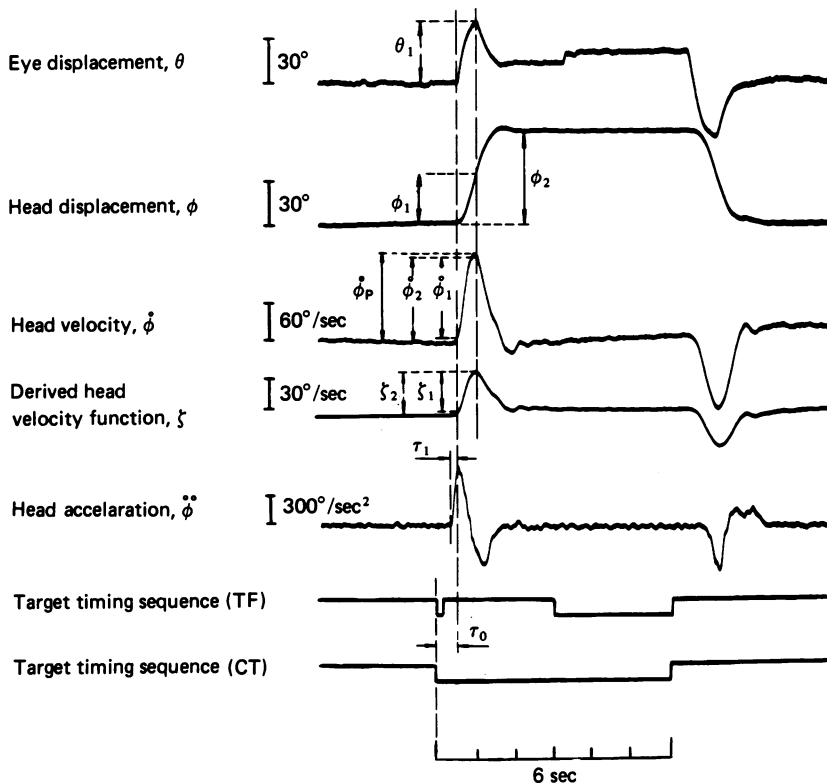 Eye displacement, θ
30°
θ1
Head displacement, ϕ
30°
ϕ1
ϕ2
Head velocity, ϕ̊
60°/sec
ϕ̊P
ϕ̊2
ϕ̊1
Derived head
velocity function, ζ
30°/sec
ζ2
ζ1
τ1
Head accelaration, ϕ̊̊
300°/sec²
Target timing sequence (TF)
τ0
Target timing sequence (CT)
6 sec